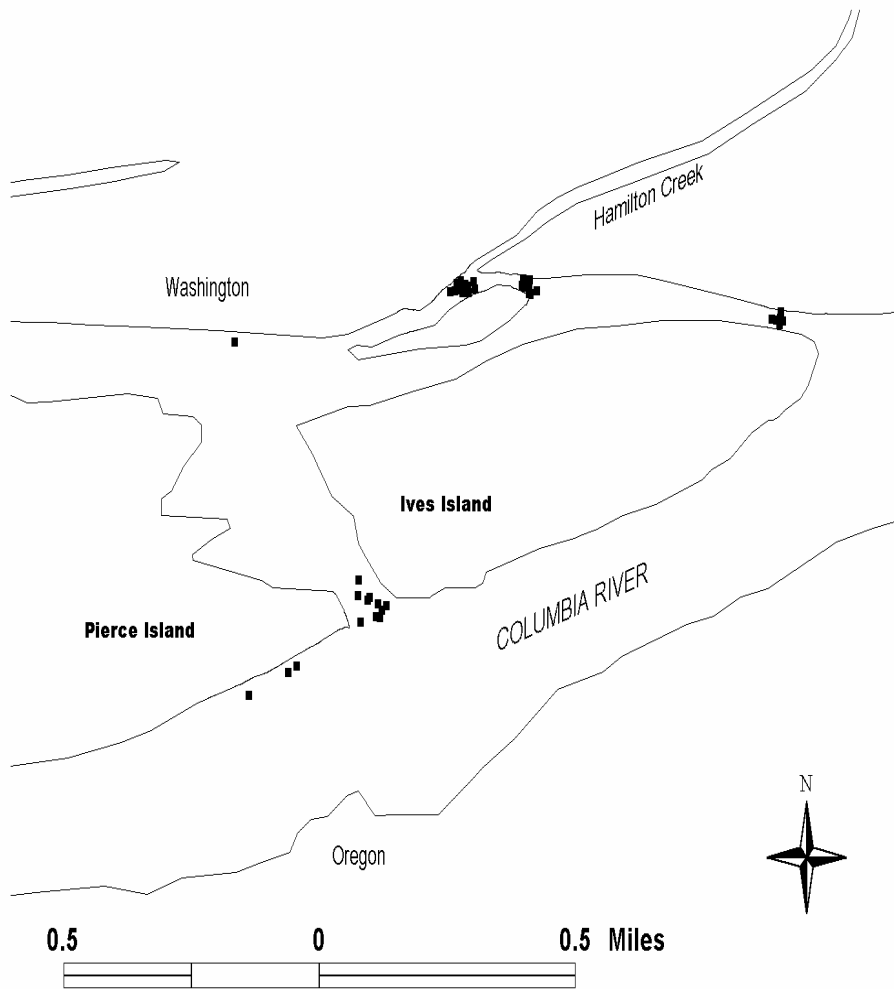 Hamilton Creek
Washington
Ives Island
COLUMBIA RIVER
Pierce Island
N
Oregon
0.5 0 0.5 Miles